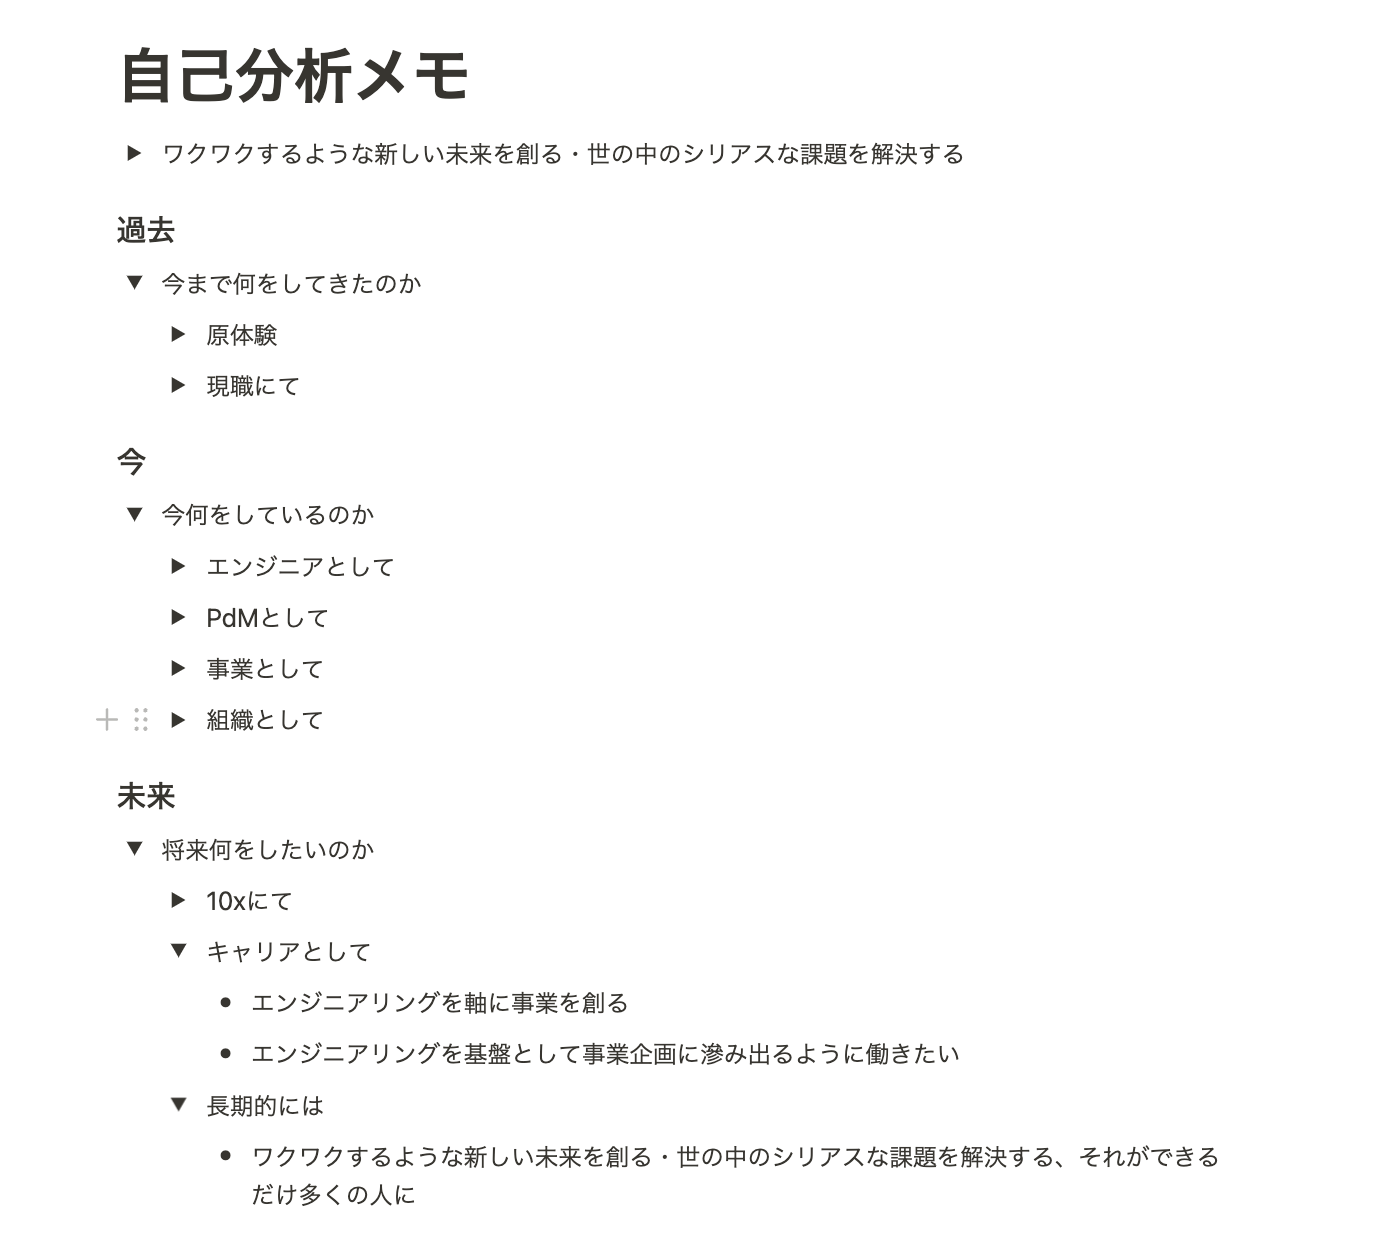 自己分析メモ
ワクワクするような新しい未来を創る・世の中のシリアスな課題を解決する
過去
今まで何をしてきたのか
原体験
現職にて
今
今何をしているのか
エンジニアとして
PdMとして
事業として
組織として
未来
将来何をしたいのか
10xにて
キャリアとして
エンジニアリングを軸に事業を創る
エンジニアリングを基盤として事業企画に滲み出るように働きたい
長期的には
ワクワクするような新しい未来を創る・世の中のシリアスな課題を解決する、それができる
だけ多くの人に